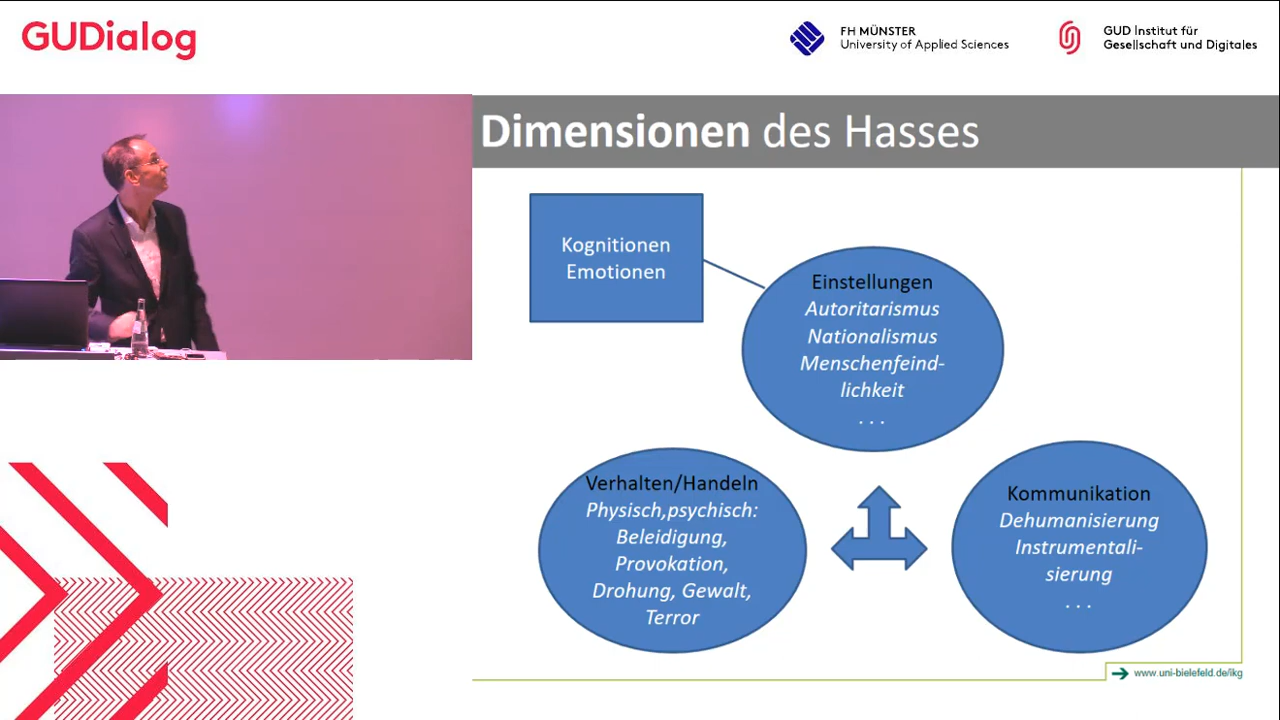 GUDialog
FH MÜNSTER
University of Applied Sciences
GUD Institut für
Gesellschaft und Digitales
Dimensionen des Hasses
Kognitionen
Emotionen
Einstellungen
Autoritarismus
Nationalismus
Menschenfeind-
lichkeit
. . .
Verhalten/Handeln
Physisch,psychisch:
Beleidigung,
Provokation,
Drohung, Gewalt,
Terror
Kommunikation
Dehumanisierung
Instrumentali-
sierung
. . .
www.uni-bielefeld.de/ikg